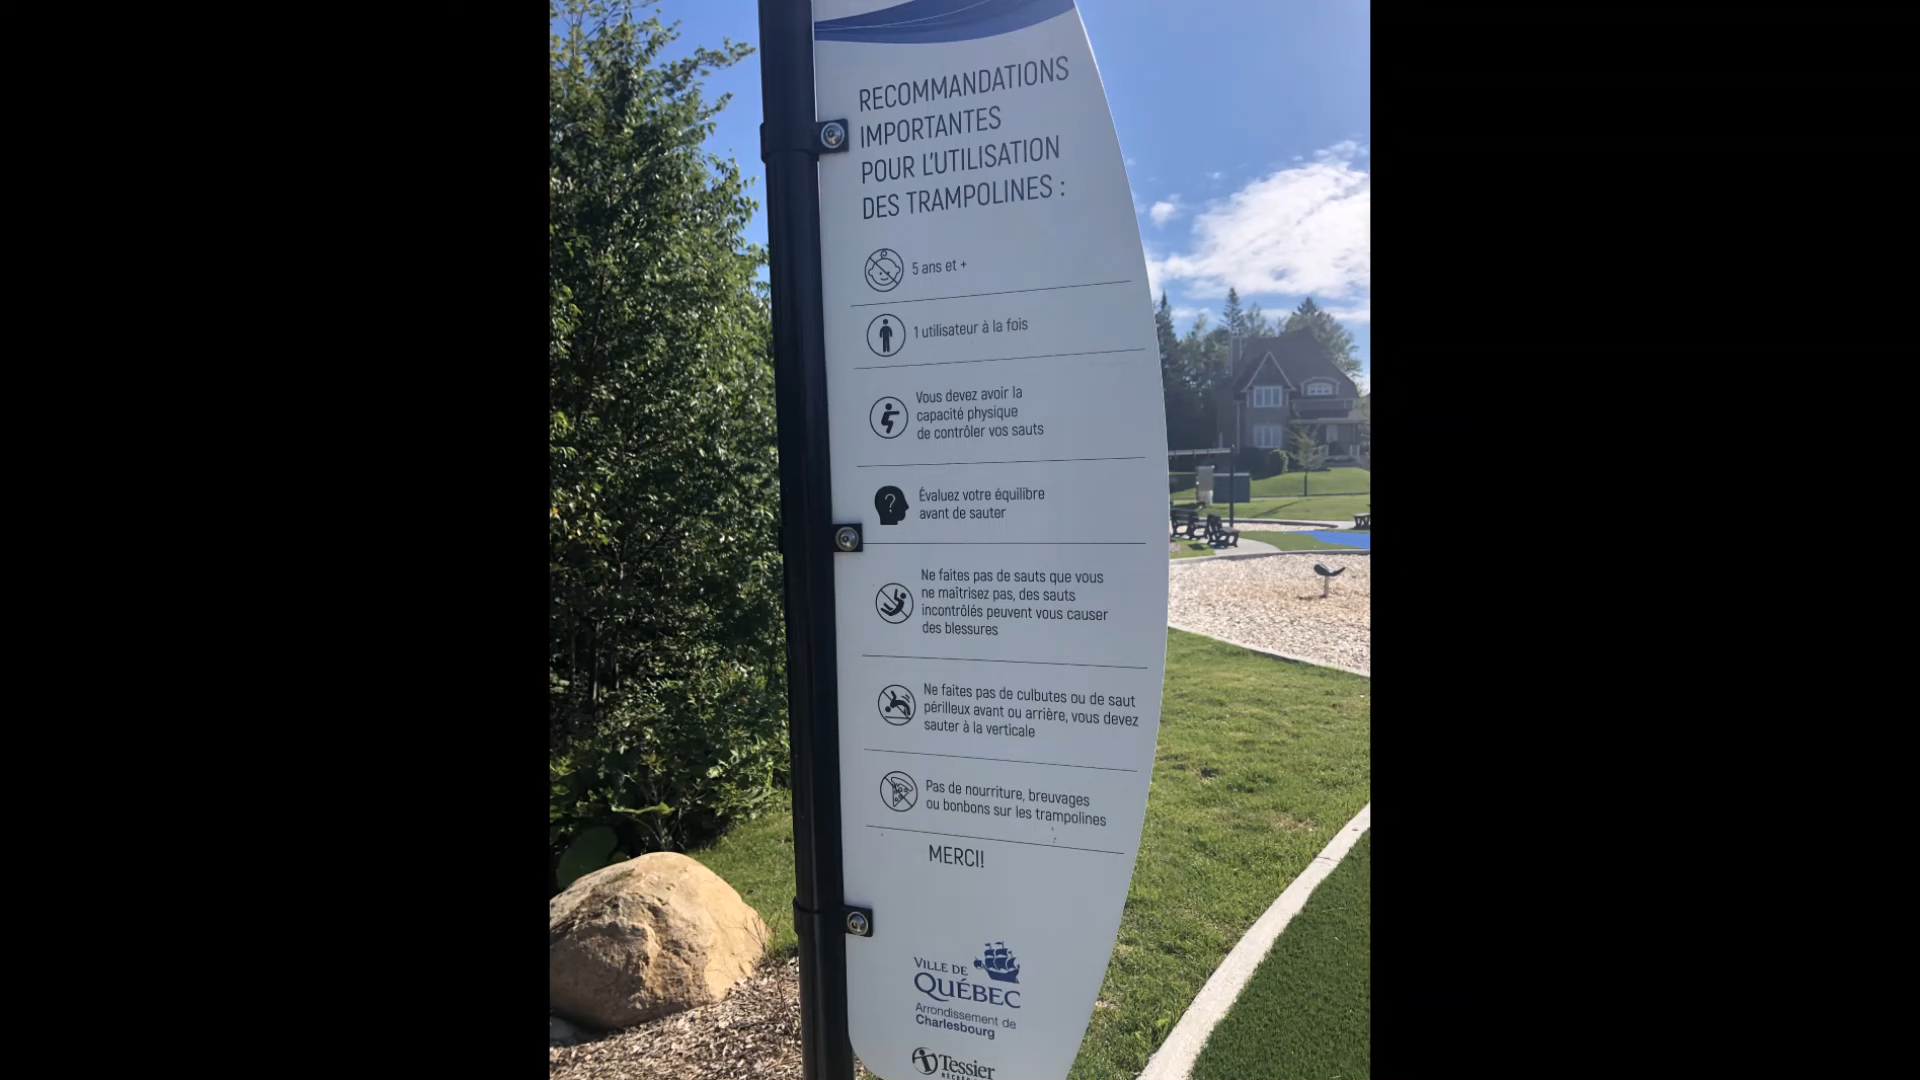 RECOMMANDATIONS
IMPORTANTES
POUR L'UTILISATION
DES TRAMPOLINES :
5 ans et +
1 utilisateur à la fois
Vous devez avoir la
capacité physique
de contrôler vos sauts
?
Évaluez votre équilibre
avant de sauter
Ne faites pas de sauts que vous
ne maîtrisez pas, des sauts
incontrôlés peuvent vous causer
des blessures
Ne faites pas de culbutes ou de saut
périlleux avant ou arrière, vous devez
sauter à la verticale
Pas de nourriture, breuvages
ou bonbons sur les trampolines
MERCI!
VILLE DE
QUÉBEC
Arrondissement de
Charlesbourg
Tessier